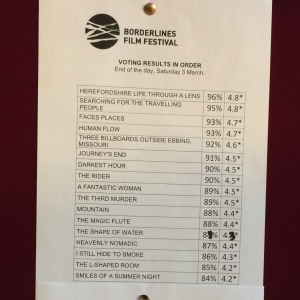 BORDERLINES
FILM FESTIVAL
VOTING RESULTS IN ORDER
End of the day, Saturday 3 March
HEREFORDSHIRE LIFE THROUGH A LENS 96% 4.8*
SEARCHING FOR THE TRAVELLING
PEOPLE 95% 4.8*
FACES PLACES 93% 4.7*
HUMAN FLOW 93% 4.7*
THREE BILLBOARDS OUTSIDE EBBING,
MISSOURI 92% 4.6*
JOURNEY'S END 91% 4.5*
DARKEST HOUR 90% 4.5*
THE RIDER 90% 4.5*
A FANTASTIC WOMAN 89% 4.5*
THE THIRD MURDER 89% 4.5*
MOUNTAIN 88% 4.4*
THE MAGIC FLUTE 88% 4.4*
THE SHAPE OF WATER
HEAVENLY NOMADIC 87% 4.4*
I STILL HIDE TO SMOKE 86% 4.3*
THE L-SHAPED ROOM 85% 4.2*
SMILES OF A SUMMER NIGHT 84% 4.2*